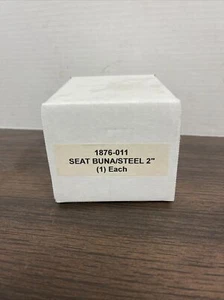 1876-011
SEAT BUNA/STEEL 2"
(1) Each